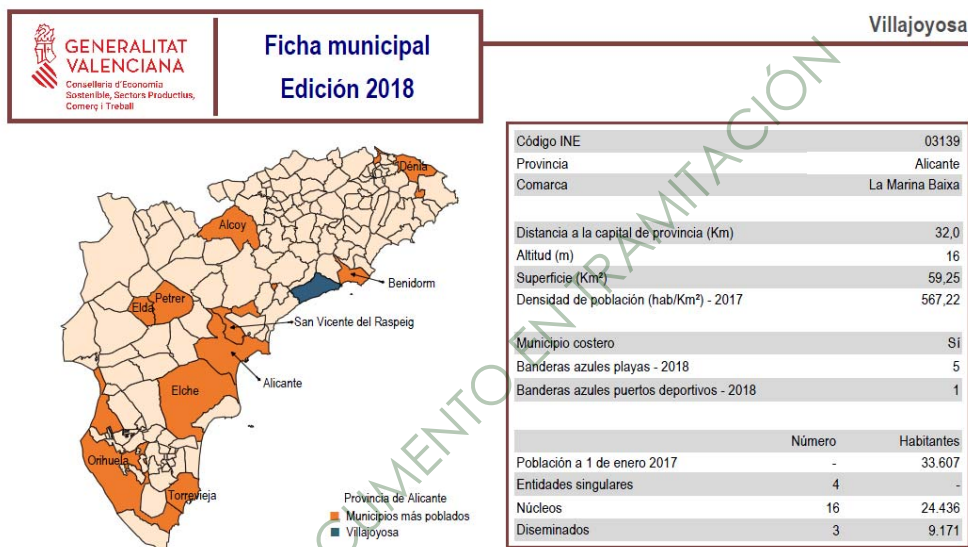 Villajoyosa
GENERALITAT
VALENCIANA
Conselleria d'Economia
Sostenible, Sectors Productius,
Comerç i Treball
Ficha municipal
Edición 2018
Código INE 03139
Provincia Alicante
Comarca La Marina Baixa
Distancia a la capital de provincia (Km) 32,0
Altitud (m) 16
Superficie (Km²) 59,25
Densidad de población (hab/Km²) - 2017 567,22
Municipio costero Sí
Banderas azules playas - 2018 5
Banderas azules puertos deportivos - 2018 1
Número Habitantes
Población a 1 de enero 2017 - 33.607
Entidades singulares 4 -
Núcleos 16 24.436
Diseminados 3 9.171
Dénia
Alcoy
Benidorm
Petrer
Elda
San Vicente del Raspeig
Alicante
Elche
Orihuela
Torrevieja
Provincia de Alicante
Municipios más poblados
Villajoyosa
CUMENTO EN TRAMITACIÓN